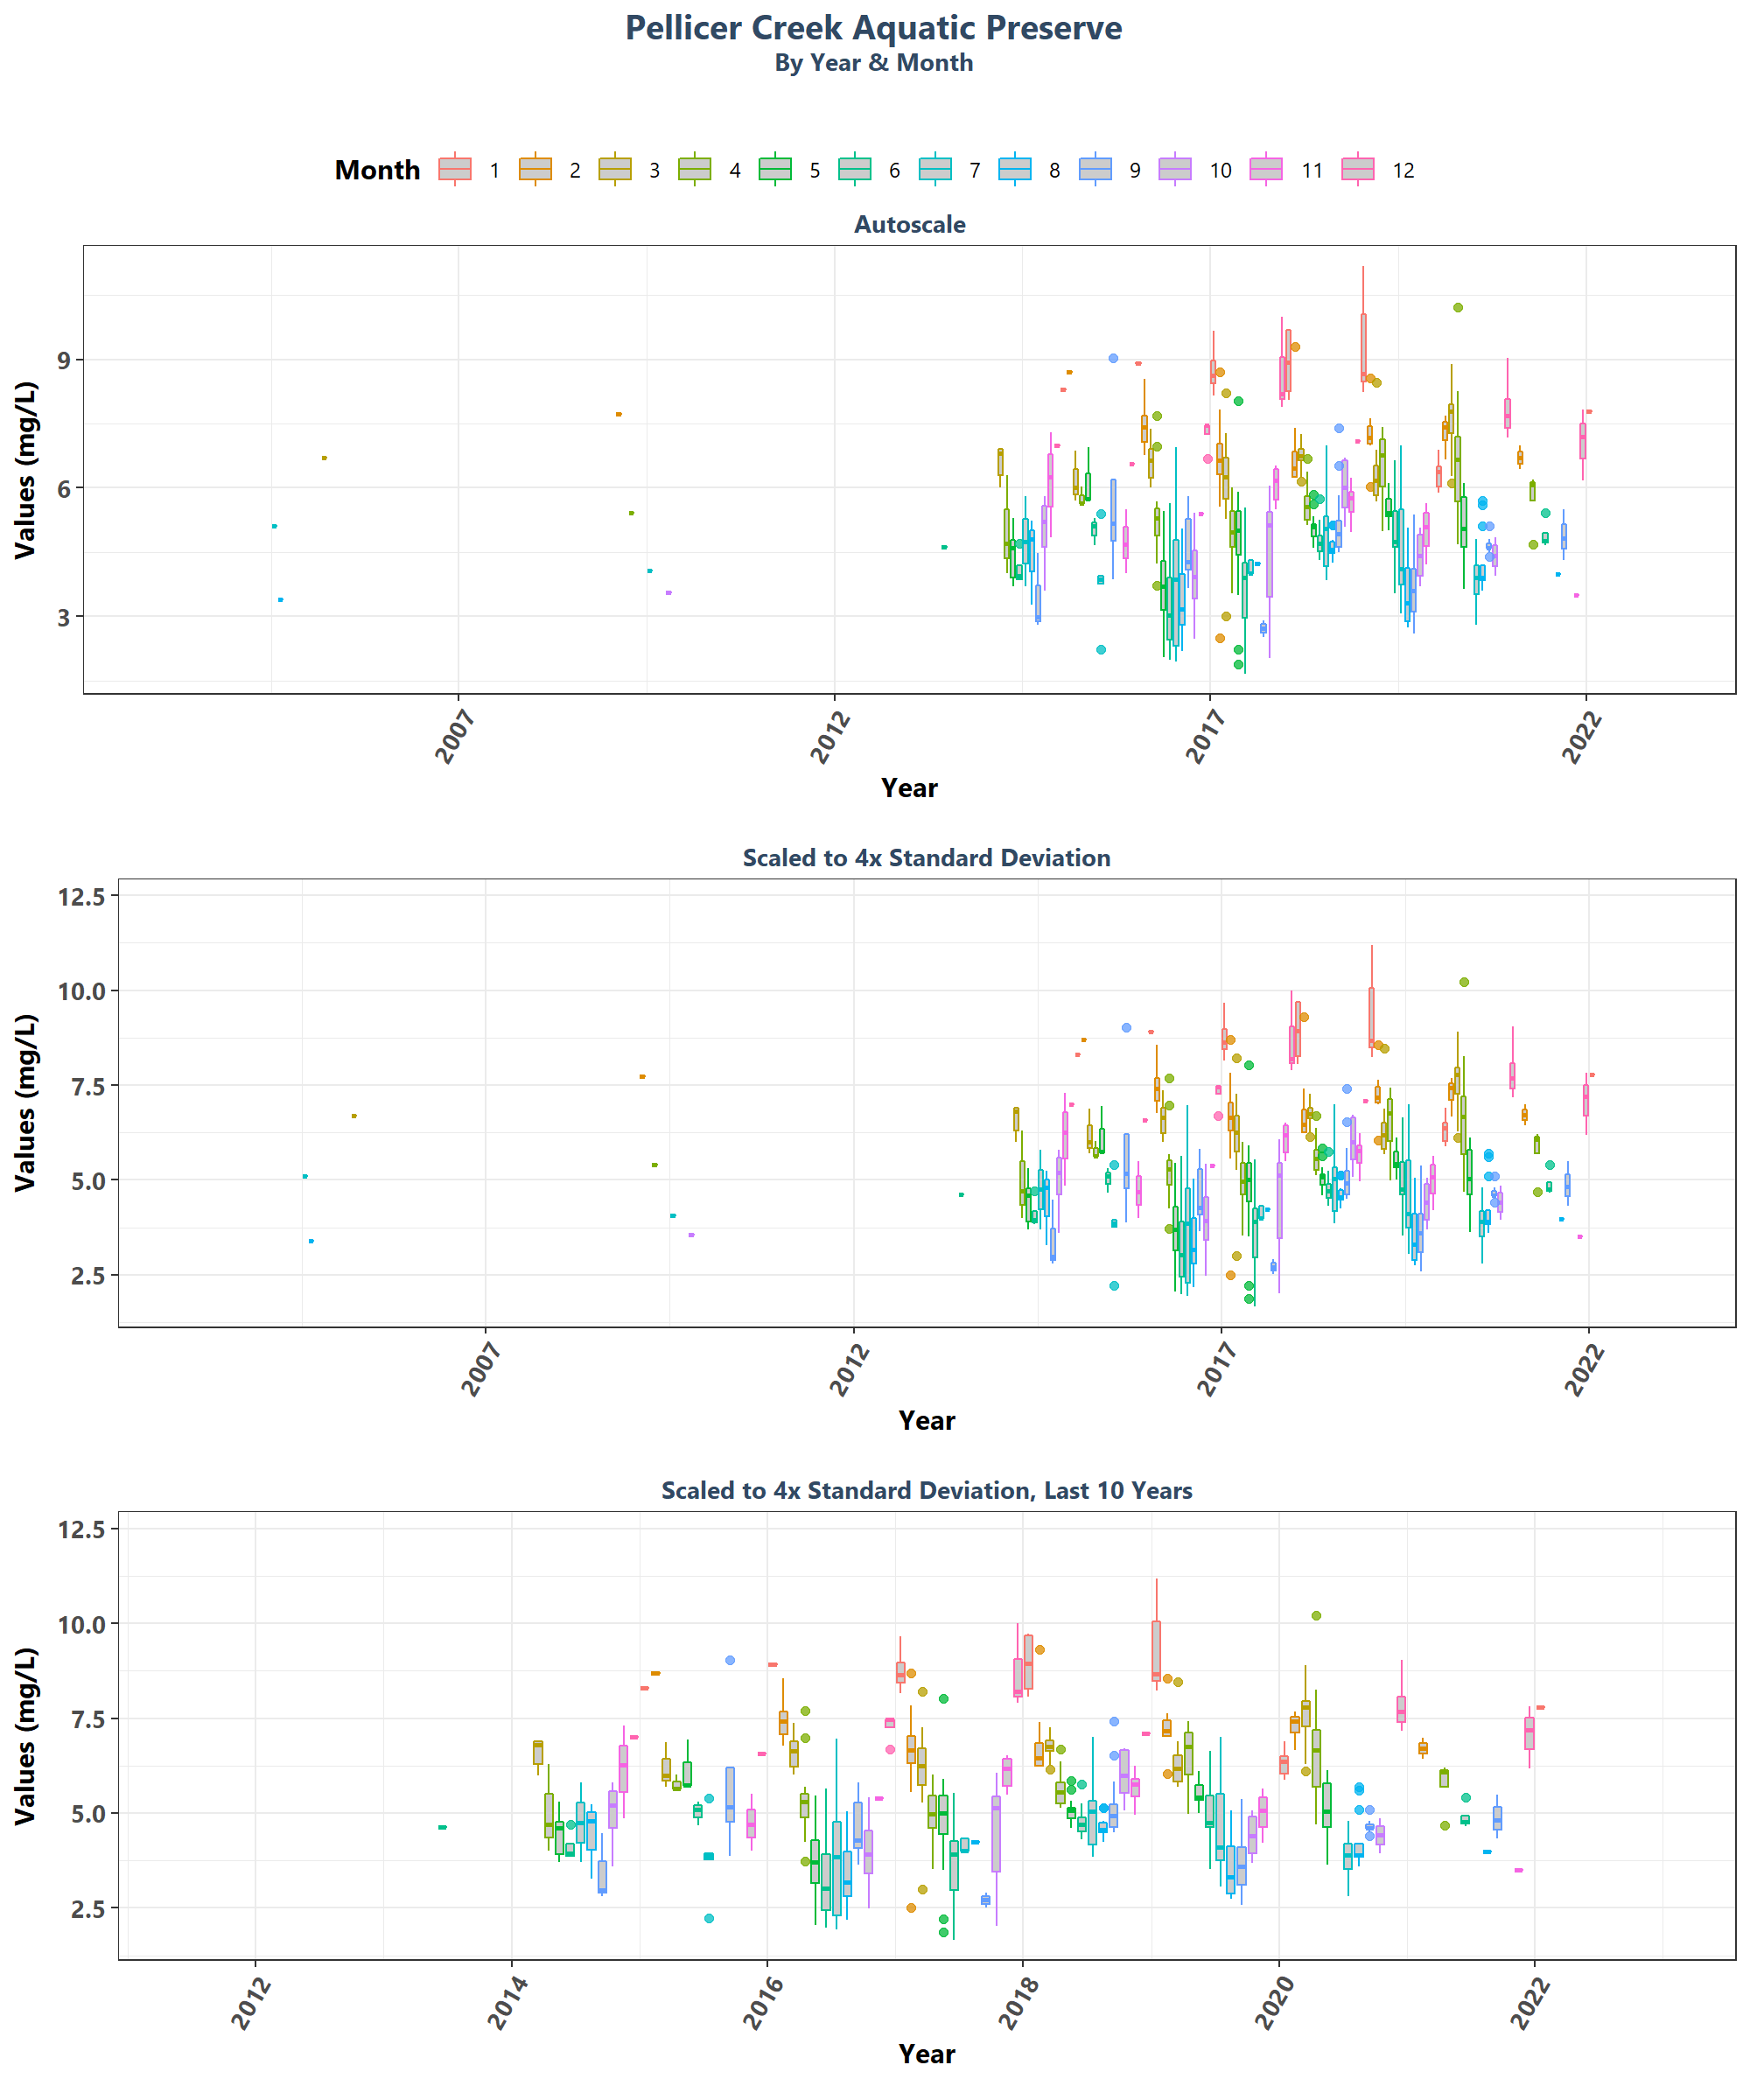 Pellicer Creek Aquatic Preserve
By Year & Month
Month 1 2 3 4 5 6 7 8 9 10 11 12
Autoscale
Values (mg/L)
9
6
3
2007 2012 2017 2022
Year
Scaled to 4x Standard Deviation
Values (mg/L)
12.5
10.0
7.5
5.0
2.5
2007 2012 2017 2022
Year
Scaled to 4x Standard Deviation, Last 10 Years
Values (mg/L)
12.5
10.0
7.5
5.0
2.5
2012 2014 2016 2018 2020 2022
Year